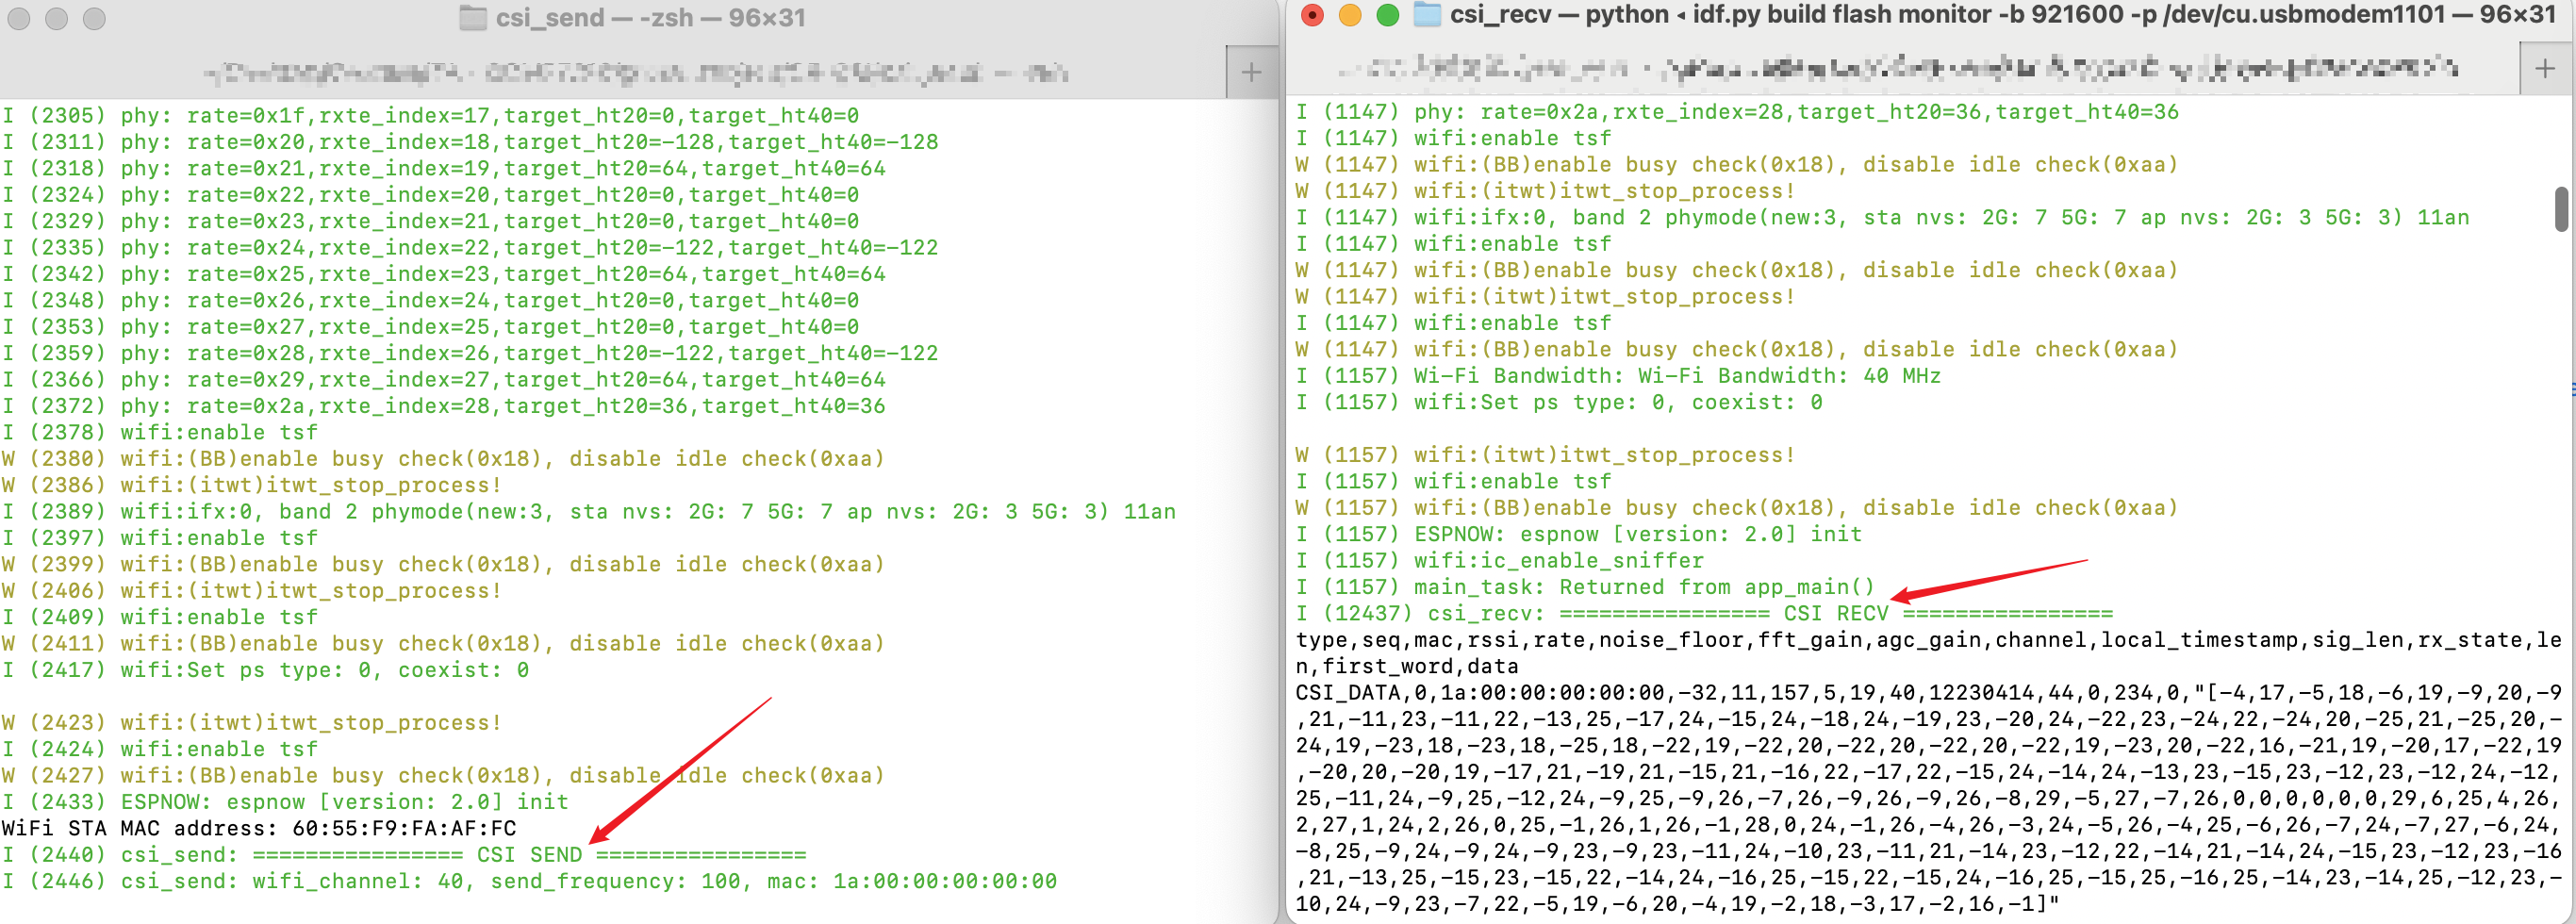 csi_send — -zsh — 96×31
I (2305) phy: rate=0x1f,rxte_index=17,target_ht20=0,target_ht40=0
I (2311) phy: rate=0x20,rxte_index=18,target_ht20=-128,target_ht40=-128
I (2318) phy: rate=0x21,rxte_index=19,target_ht20=64,target_ht40=64
I (2324) phy: rate=0x22,rxte_index=20,target_ht20=0,target_ht40=0
I (2329) phy: rate=0x23,rxte_index=21,target_ht20=0,target_ht40=0
I (2335) phy: rate=0x24,rxte_index=22,target_ht20=-122,target_ht40=-122
I (2342) phy: rate=0x25,rxte_index=23,target_ht20=64,target_ht40=64
I (2348) phy: rate=0x26,rxte_index=24,target_ht20=0,target_ht40=0
I (2353) phy: rate=0x27,rxte_index=25,target_ht20=0,target_ht40=0
I (2359) phy: rate=0x28,rxte_index=26,target_ht20=-122,target_ht40=-122
I (2366) phy: rate=0x29,rxte_index=27,target_ht20=64,target_ht40=64
I (2372) phy: rate=0x2a,rxte_index=28,target_ht20=36,target_ht40=36
I (2378) wifi:enable tsf
W (2380) wifi:(BB)enable busy check(0x18), disable idle check(0xaa)
W (2386) wifi:(itwt)itwt_stop_process!
I (2389) wifi:ifx:0, band 2 phymode(new:3, sta nvs: 2G: 7 5G: 7 ap nvs: 2G: 3 5G: 3) 11an
I (2397) wifi:enable tsf
W (2399) wifi:(BB)enable busy check(0x18), disable idle check(0xaa)
W (2406) wifi:(itwt)itwt_stop_process!
I (2409) wifi:enable tsf
W (2411) wifi:(BB)enable busy check(0x18), disable idle check(0xaa)
I (2417) wifi:Set ps type: 0, coexist: 0
W (2423) wifi:(itwt)itwt_stop_process!
I (2424) wifi:enable tsf
W (2427) wifi:(BB)enable busy check(0x18), disable idle check(0xaa)
I (2433) ESPNOW: espnow [version: 2.0] init
WiFi STA MAC address: 60:55:F9:FA:AF:FC
I (2440) csi_send: ================ CSI SEND ================
I (2446) csi_send: wifi_channel: 40, send_frequency: 100, mac: 1a:00:00:00:00:00
csi_recv — python ◂ idf.py build flash monitor -b 921600 -p /dev/cu.usbmodem1101 — 96×31
I (1147) phy: rate=0x2a,rxte_index=28,target_ht20=36,target_ht40=36
I (1147) wifi:enable tsf
W (1147) wifi:(BB)enable busy check(0x18), disable idle check(0xaa)
W (1147) wifi:(itwt)itwt_stop_process!
I (1147) wifi:ifx:0, band 2 phymode(new:3, sta nvs: 2G: 7 5G: 7 ap nvs: 2G: 3 5G: 3) 11an
I (1147) wifi:enable tsf
W (1147) wifi:(BB)enable busy check(0x18), disable idle check(0xaa)
W (1147) wifi:(itwt)itwt_stop_process!
I (1147) wifi:enable tsf
W (1147) wifi:(BB)enable busy check(0x18), disable idle check(0xaa)
I (1157) Wi-Fi Bandwidth: Wi-Fi Bandwidth: 40 MHz
I (1157) wifi:Set ps type: 0, coexist: 0
W (1157) wifi:(itwt)itwt_stop_process!
I (1157) wifi:enable tsf
W (1157) wifi:(BB)enable busy check(0x18), disable idle check(0xaa)
I (1157) ESPNOW: espnow [version: 2.0] init
I (1157) wifi:ic_enable_sniffer
I (1157) main_task: Returned from app_main()
I (12437) csi_recv: ================ CSI RECV ================
type,seq,mac,rssi,rate,noise_floor,fft_gain,agc_gain,channel,local_timestamp,sig_len,rx_state,le
n,first_word,data
CSI_DATA,0,1a:00:00:00:00:00,-32,11,157,5,19,40,12230414,44,0,234,0,"[-4,17,-5,18,-6,19,-9,20,-9
,21,-11,23,-11,22,-13,25,-17,24,-15,24,-18,24,-19,23,-20,24,-22,23,-24,22,-24,20,-25,21,-25,20,-
24,19,-23,18,-23,18,-25,18,-22,19,-22,20,-22,20,-22,20,-22,19,-23,20,-22,16,-21,19,-20,17,-22,19
,-20,20,-20,19,-17,21,-19,21,-15,21,-16,22,-17,22,-15,24,-14,24,-13,23,-15,23,-12,23,-12,24,-12,
25,-11,24,-9,25,-12,24,-9,25,-9,26,-7,26,-9,26,-9,26,-8,29,-5,27,-7,26,0,0,0,0,0,0,29,6,25,4,26,
2,27,1,24,2,26,0,25,-1,26,1,26,-1,28,0,24,-1,26,-4,26,-3,24,-5,26,-4,25,-6,26,-7,24,-7,27,-6,24,
-8,25,-9,24,-9,24,-9,23,-9,23,-11,24,-10,23,-11,21,-14,23,-12,22,-14,21,-14,24,-15,23,-12,23,-16
,21,-13,25,-15,23,-15,22,-14,24,-16,25,-15,22,-15,24,-16,25,-15,25,-16,25,-14,23,-14,25,-12,23,-
10,24,-9,23,-7,22,-5,19,-6,20,-4,19,-2,18,-3,17,-2,16,-1]"